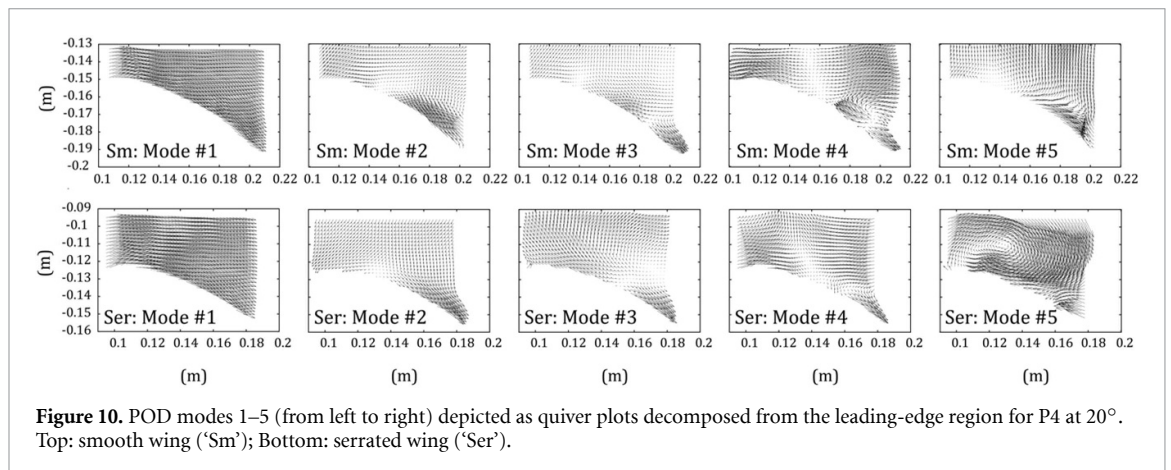 -0.13
-0.14
-0.15
-0.16
-0.17
-0.18
-0.19
-0.2
(m)
Sm: Mode #1
0.1 0.12 0.14 0.16 0.18 0.2 0.22
Sm: Mode #2
0.1 0.12 0.14 0.16 0.18 0.2 0.22
Sm: Mode #3
0.1 0.12 0.14 0.16 0.18 0.2 0.22
Sm: Mode #4
0.1 0.12 0.14 0.16 0.18 0.2 0.22
Sm: Mode #5
0.1 0.12 0.14 0.16 0.18 0.2 0.22
-0.09
-0.1
-0.11
-0.12
-0.13
-0.14
-0.15
-0.16
(m)
Ser: Mode #1
0.1 0.12 0.14 0.16 0.18 0.2
(m)
Ser: Mode #2
0.1 0.12 0.14 0.16 0.18 0.2
(m)
Ser: Mode #3
0.1 0.12 0.14 0.16 0.18 0.2
(m)
Ser: Mode #4
0.1 0.12 0.14 0.16 0.18 0.2
(m)
Ser: Mode #5
0.1 0.12 0.14 0.16 0.18 0.2
(m)
Figure 10. POD modes 1–5 (from left to right) depicted as quiver plots decomposed from the leading-edge region for P4 at 20°.
Top: smooth wing (‘Sm’); Bottom: serrated wing (‘Ser’).